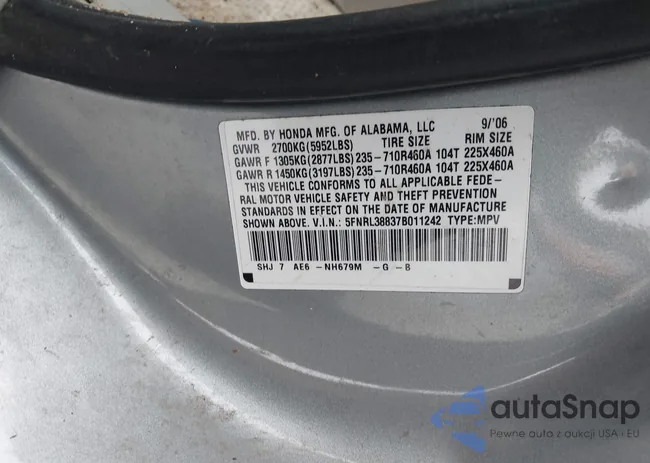 MFD. BY HONDA MFG. OF ALABAMA, LLC 9/'06
GVWR 2700KG(5952LBS) TIRE SIZE RIM SIZE
GAWR F 1305KG(2877LBS)235-710R460A 104T 225X460A
GAWR R 1450KG(3197LBS)235-710R460A 104T 225X460A
THIS VEHICLE CONFORMS TO ALL APPLICABLE FEDE-
RAL MOTOR VEHICLE SAFETY AND THEFT PREVENTION
STANDARDS IN EFFECT ON THE DATE OF MANUFACTURE
SHOWN ABOVE. V.I.N.: 5FNRL38837B011242 TYPE:MPV
SHJ 7 AE6 -NH679M -G -B
autaSnap
Pewne auto z aukcji USA i EU